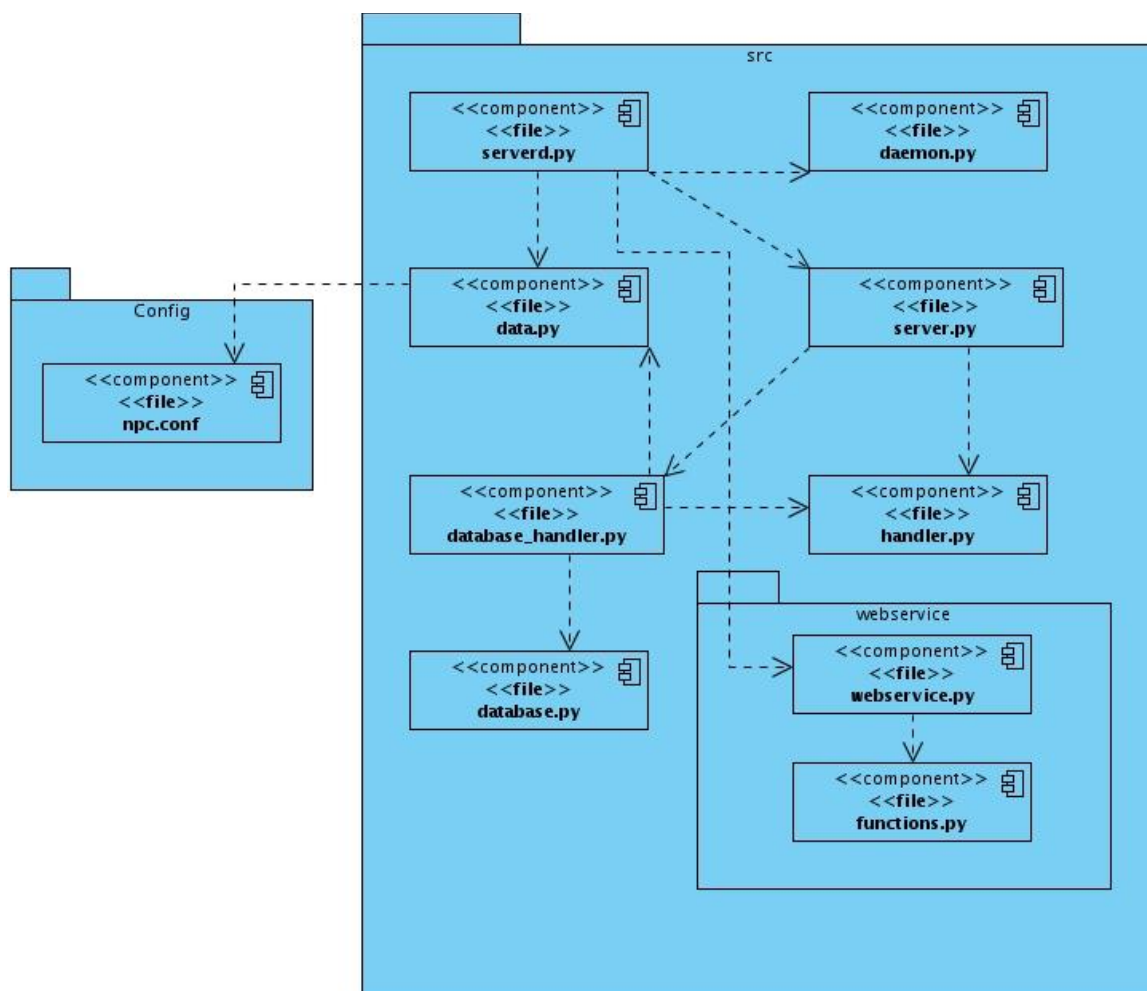 src
<<component>>
<<file>>
serverd.py
<<component>>
<<file>>
daemon.py
<<component>>
<<file>>
data.py
<<component>>
<<file>>
server.py
Config
<<component>>
<<file>>
npc.conf
<<component>>
<<file>>
database_handler.py
<<component>>
<<file>>
handler.py
webservice
<<component>>
<<file>>
webservice.py
<<component>>
<<file>>
database.py
<<component>>
<<file>>
functions.py